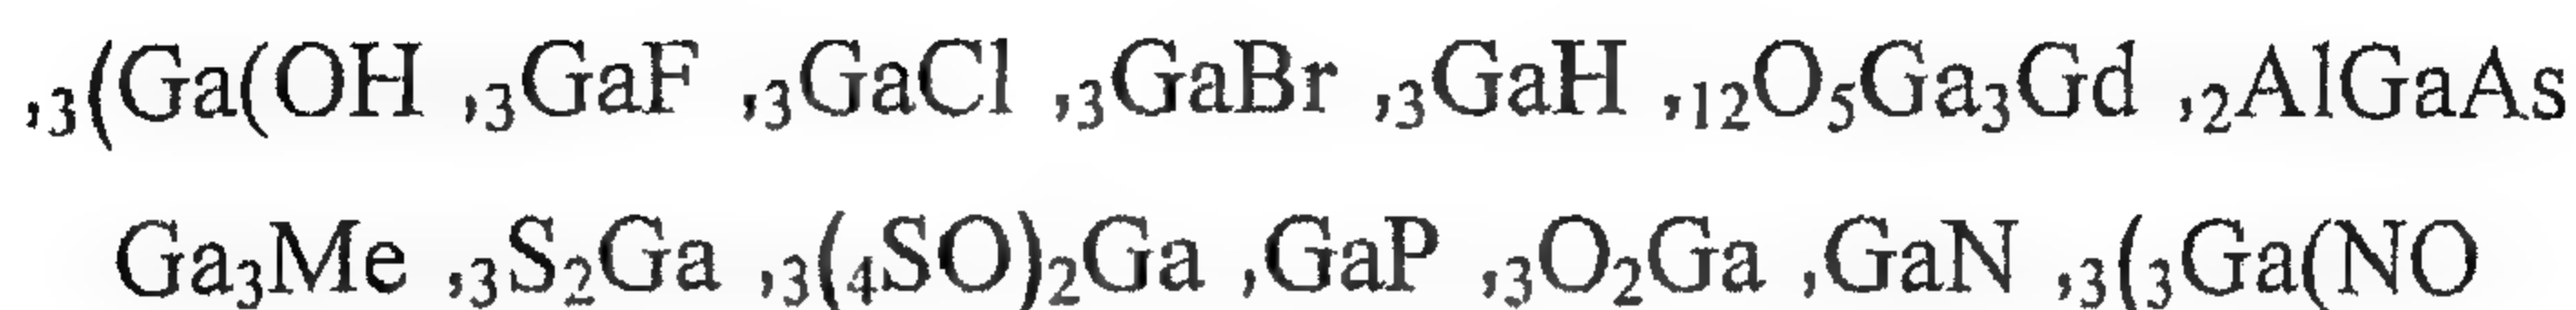 ,₃(Ga(OH ,₃GaF ,₃GaCl ,₃GaBr ,₃GaH ,₁₂O₅Ga₃Gd ,₂AlGaAs
Ga₃Me ,₃S₂Ga ,₃(₄SO)₂Ga ,GaP ,₃O₂Ga ,GaN ,₃(₃Ga(NO